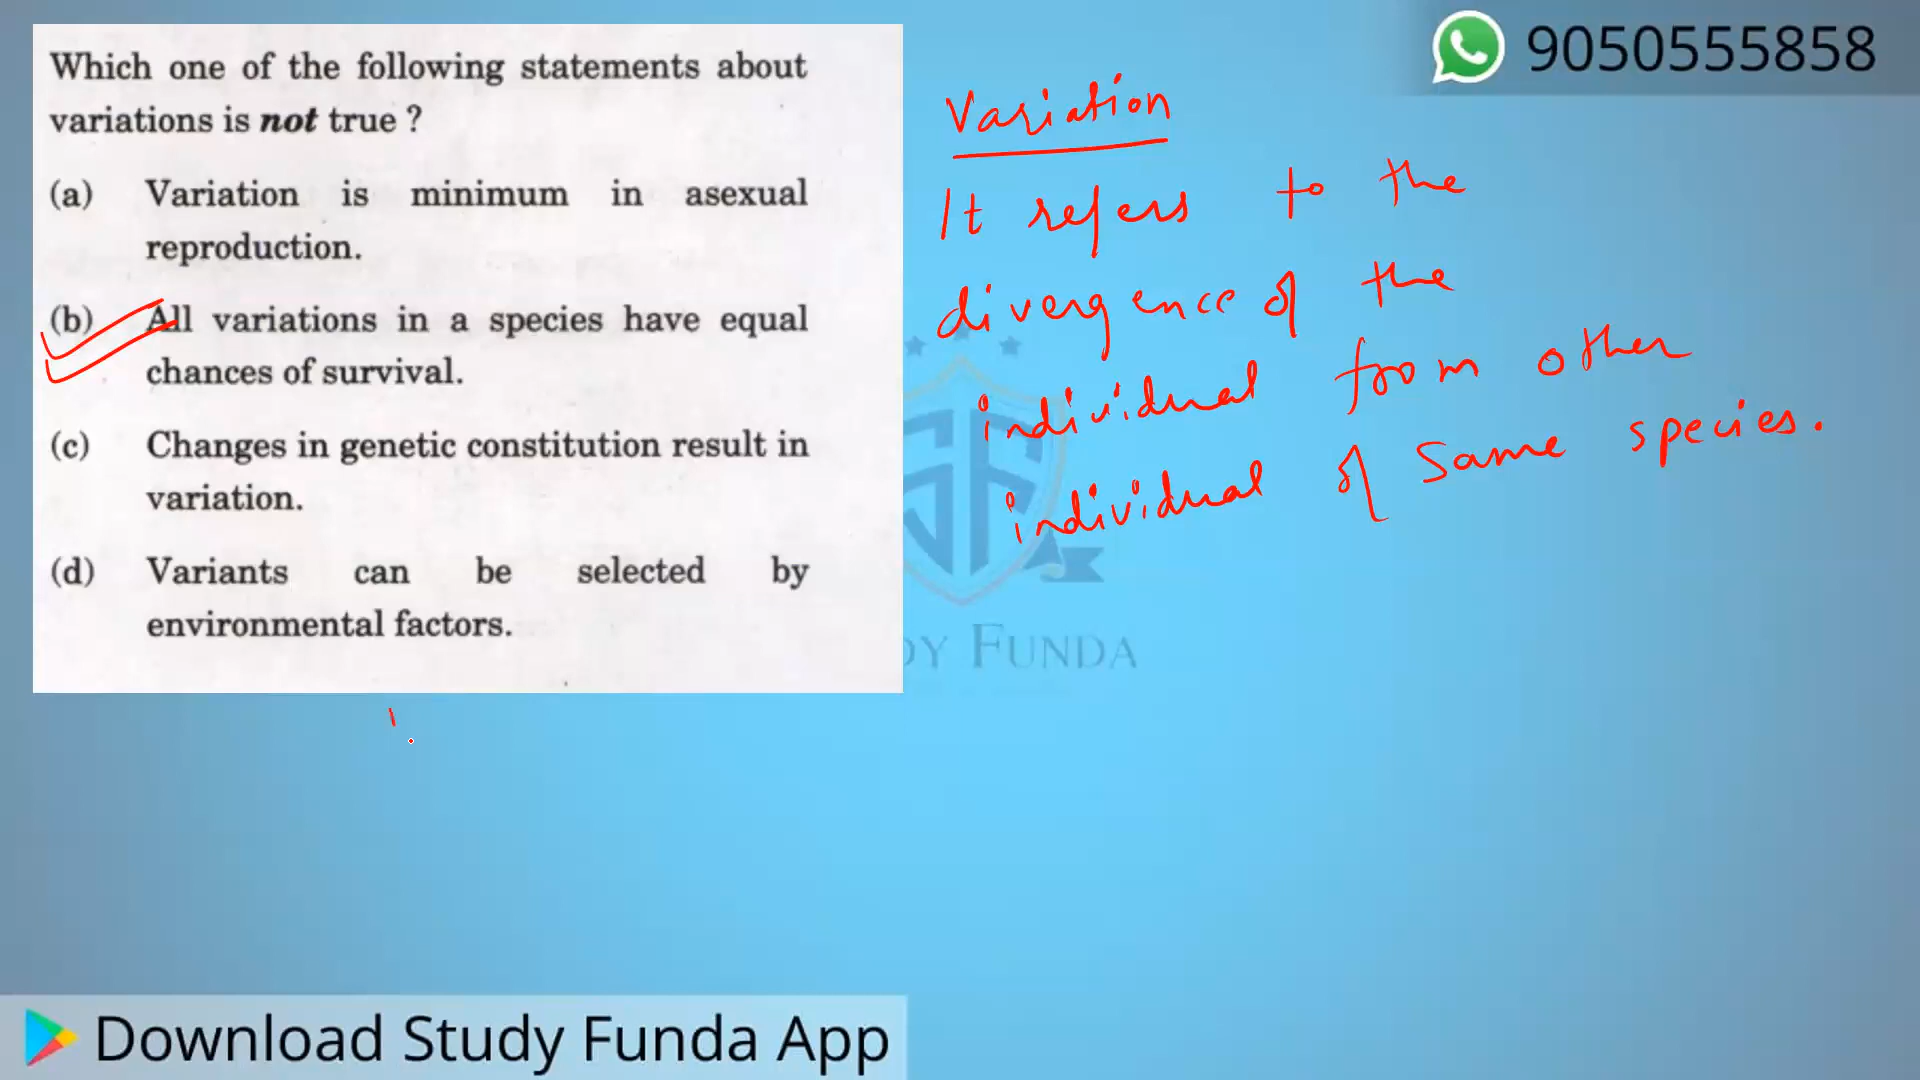 9050555858
Which one of the following statements about
variations is not true ?
(a) Variation is minimum in asexual
reproduction.
(b) All variations in a species have equal
chances of survival.
(c) Changes in genetic constitution result in
variation.
(d) Variants can be selected by
environmental factors.
Variation
It refers to the
divergence of the
individual from other
individual of same species.
FUNDA
Download Study Funda App